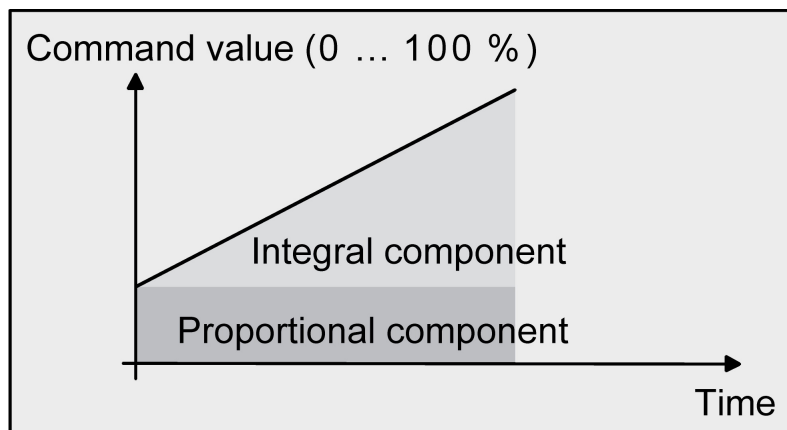 Command value (0 ... 100 %)
Integral component
Proportional component
Time